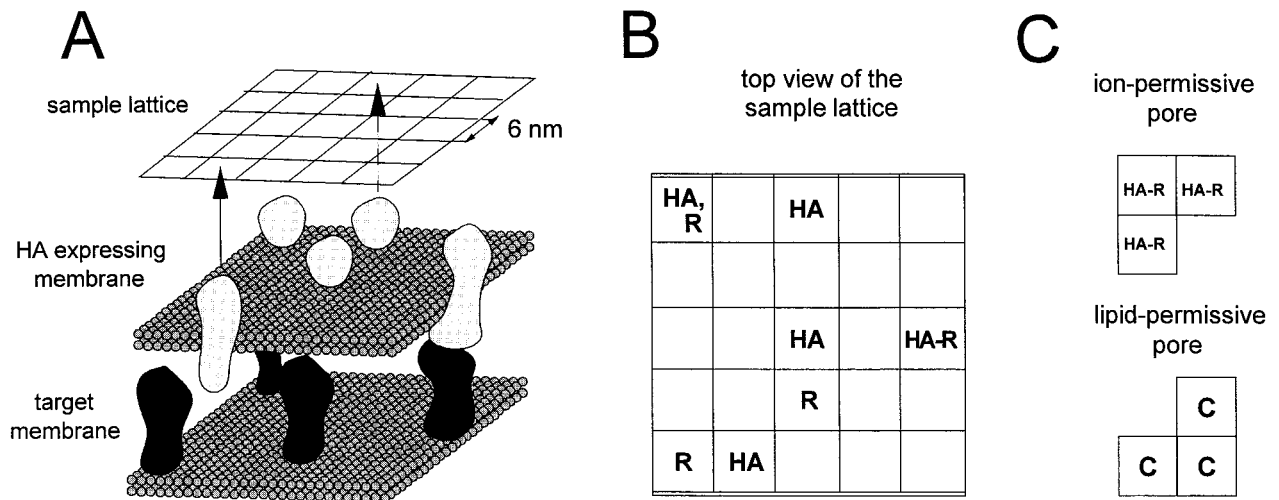 A
sample lattice
6 nm
HA expressing
membrane
target
membrane
B
top view of the
sample lattice
HA,
R
HA
HA
HA-R
R
R
HA
C
ion-permissive
pore
HA-R HA-R
HA-R
lipid-permissive
pore
C
C C